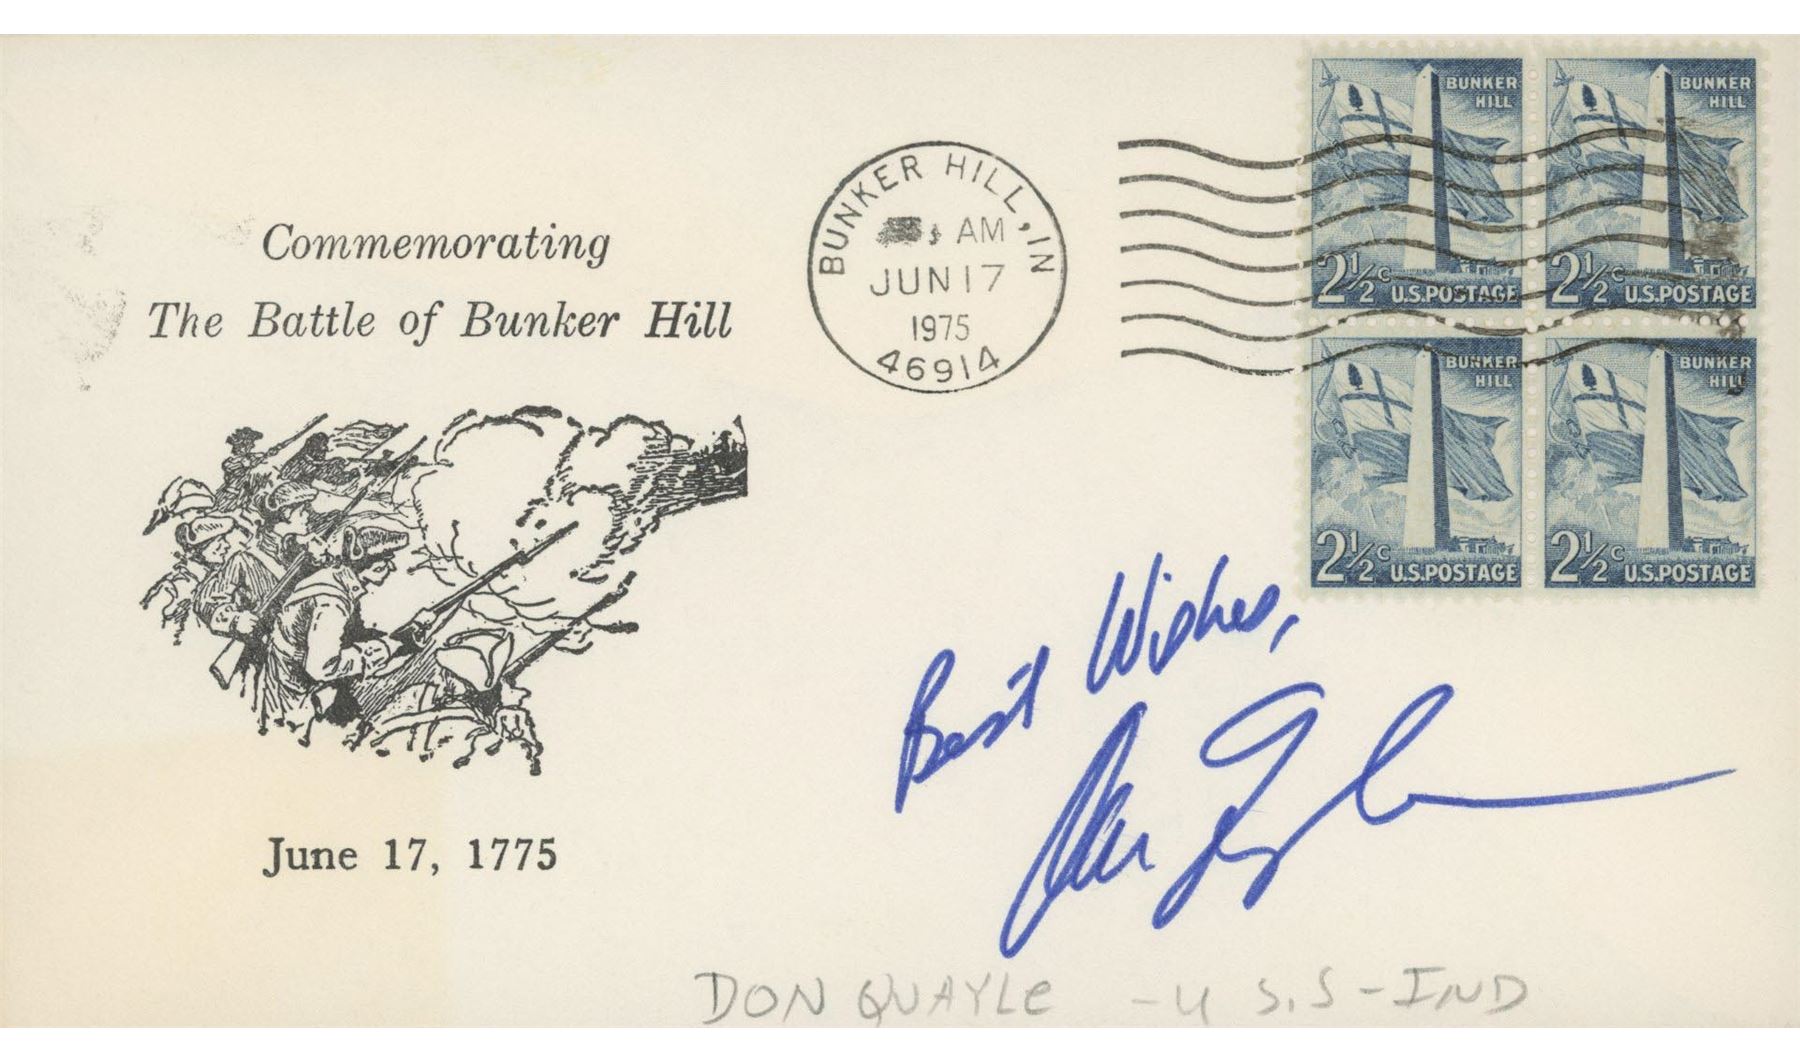 Commemorating
The Battle of Bunker Hill
June 17, 1775
BUNKER HILL, IN
AM
JUN 17
1975
46914
BUNKER
HILL
2½c U.S.POSTAGE
BUNKER
HILL
2½c U.S.POSTAGE
BUNKER
HILL
2½c U.S.POSTAGE
BUNKER
HILL
2½c U.S.POSTAGE
Best Wishes,
DON QUAYLE - U S.S - IND